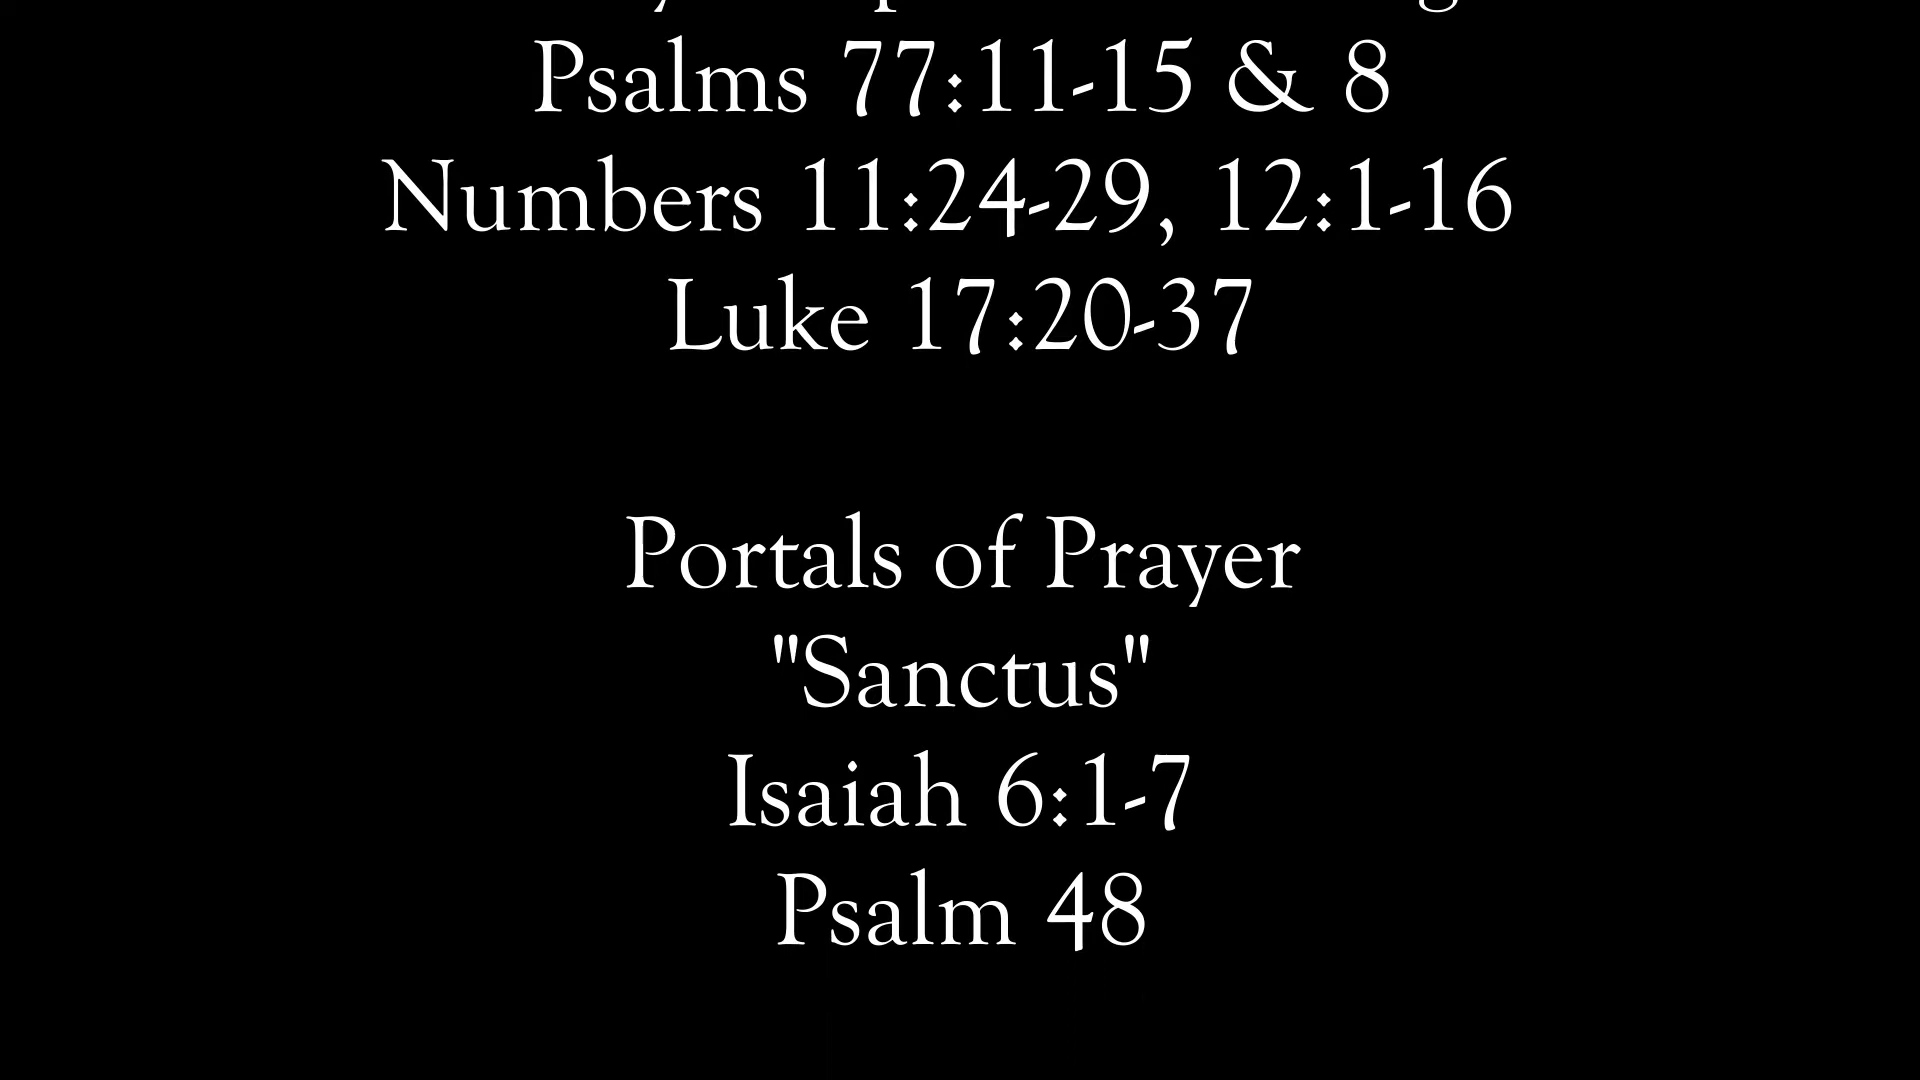 Psalms 77:11-15 & 8
Numbers 11:24-29, 12:1-16
Luke 17:20-37
Portals of Prayer
"Sanctus"
Isaiah 6:1-7
Psalm 48